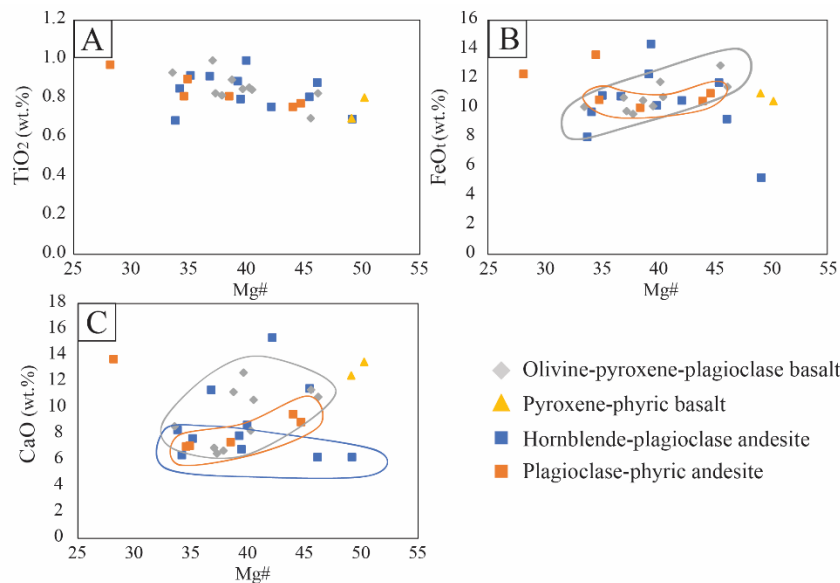 A
TiO2 (wt.%)
1.2
1.0
0.8
0.6
0.4
0.2
0.0
25 30 35 40 45 50 55
Mg#
B
FeOt (wt.%)
16
14
12
10
8
6
4
2
0
25 30 35 40 45 50 55
Mg#
C
CaO (wt.%)
18
16
14
12
10
8
6
4
2
0
25 30 35 40 45 50 55
Mg#
Olivine-pyroxene-plagioclase basalt
Pyroxene-phyric basalt
Hornblende-plagioclase andesite
Plagioclase-phyric andesite